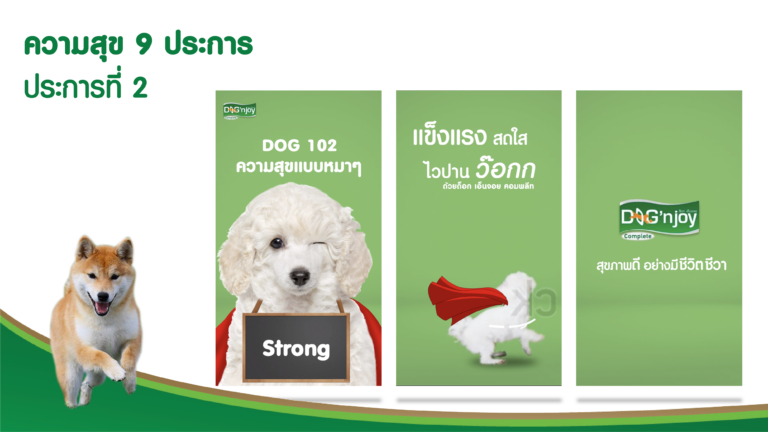 ความสุข 9 ประการ
ประการที่ 2
DOG'njoy
Complete
DOG 102
ความสุขแบบหมาๆ
Strong
แข็งแรง สดใส
ไวปาน ว๊อกก
ด้วยด็อก เอ็นจอย คอมพลีท
DOG'njoy
Complete
สุขภาพดี อย่างมีชีวิตชีวา